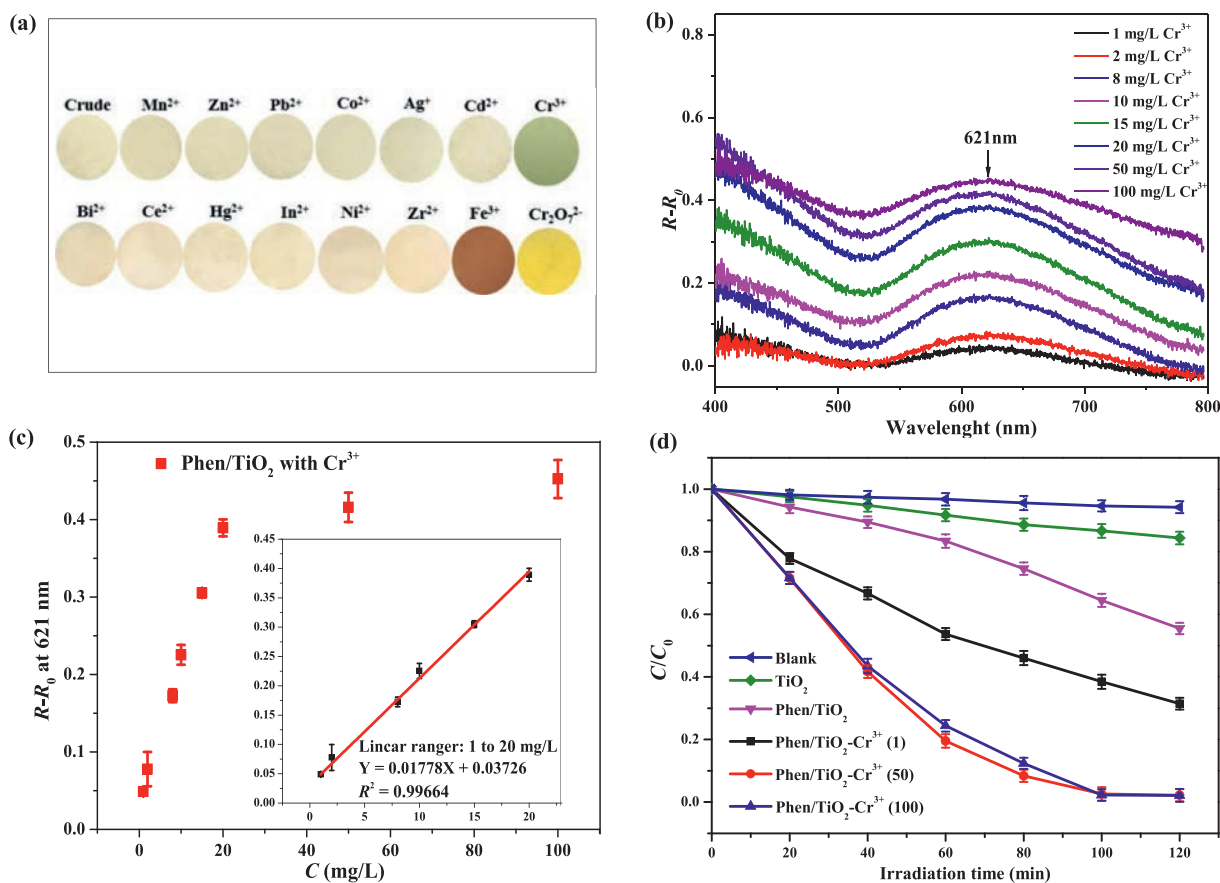 (a)
Crude Mn²⁺ Zn²⁺ Pb²⁺ Co²⁺ Ag⁺ Cd²⁺ Cr³⁺
Bi²⁺ Ce²⁺ Hg²⁺ In²⁺ Ni²⁺ Zr²⁺ Fe³⁺ Cr₂O₇²⁻
(b)
R-R₀
0.8
0.6
0.4
0.2
0.0
400 500 600 700 800
Wavelenght (nm)
621nm
1 mg/L Cr³⁺
2 mg/L Cr³⁺
8 mg/L Cr³⁺
10 mg/L Cr³⁺
15 mg/L Cr³⁺
20 mg/L Cr³⁺
50 mg/L Cr³⁺
100 mg/L Cr³⁺
(c)
R-R₀ at 621 nm
0.5
0.4
0.3
0.2
0.1
0.0
0 20 40 60 80 100
C (mg/L)
Phen/TiO₂ with Cr³⁺
0.45
0.40
0.35
0.30
0.25
0.20
0.15
0.10
0.05
0.00
0 5 10 15 20
Lincar ranger: 1 to 20 mg/L
Y = 0.01778X + 0.03726
R² = 0.99664
(d)
C/C₀
1.0
0.8
0.6
0.4
0.2
0.0
0 20 40 60 80 100 120
Irradiation time (min)
Blank
TiO₂
Phen/TiO₂
Phen/TiO₂-Cr³⁺ (1)
Phen/TiO₂-Cr³⁺ (50)
Phen/TiO₂-Cr³⁺ (100)